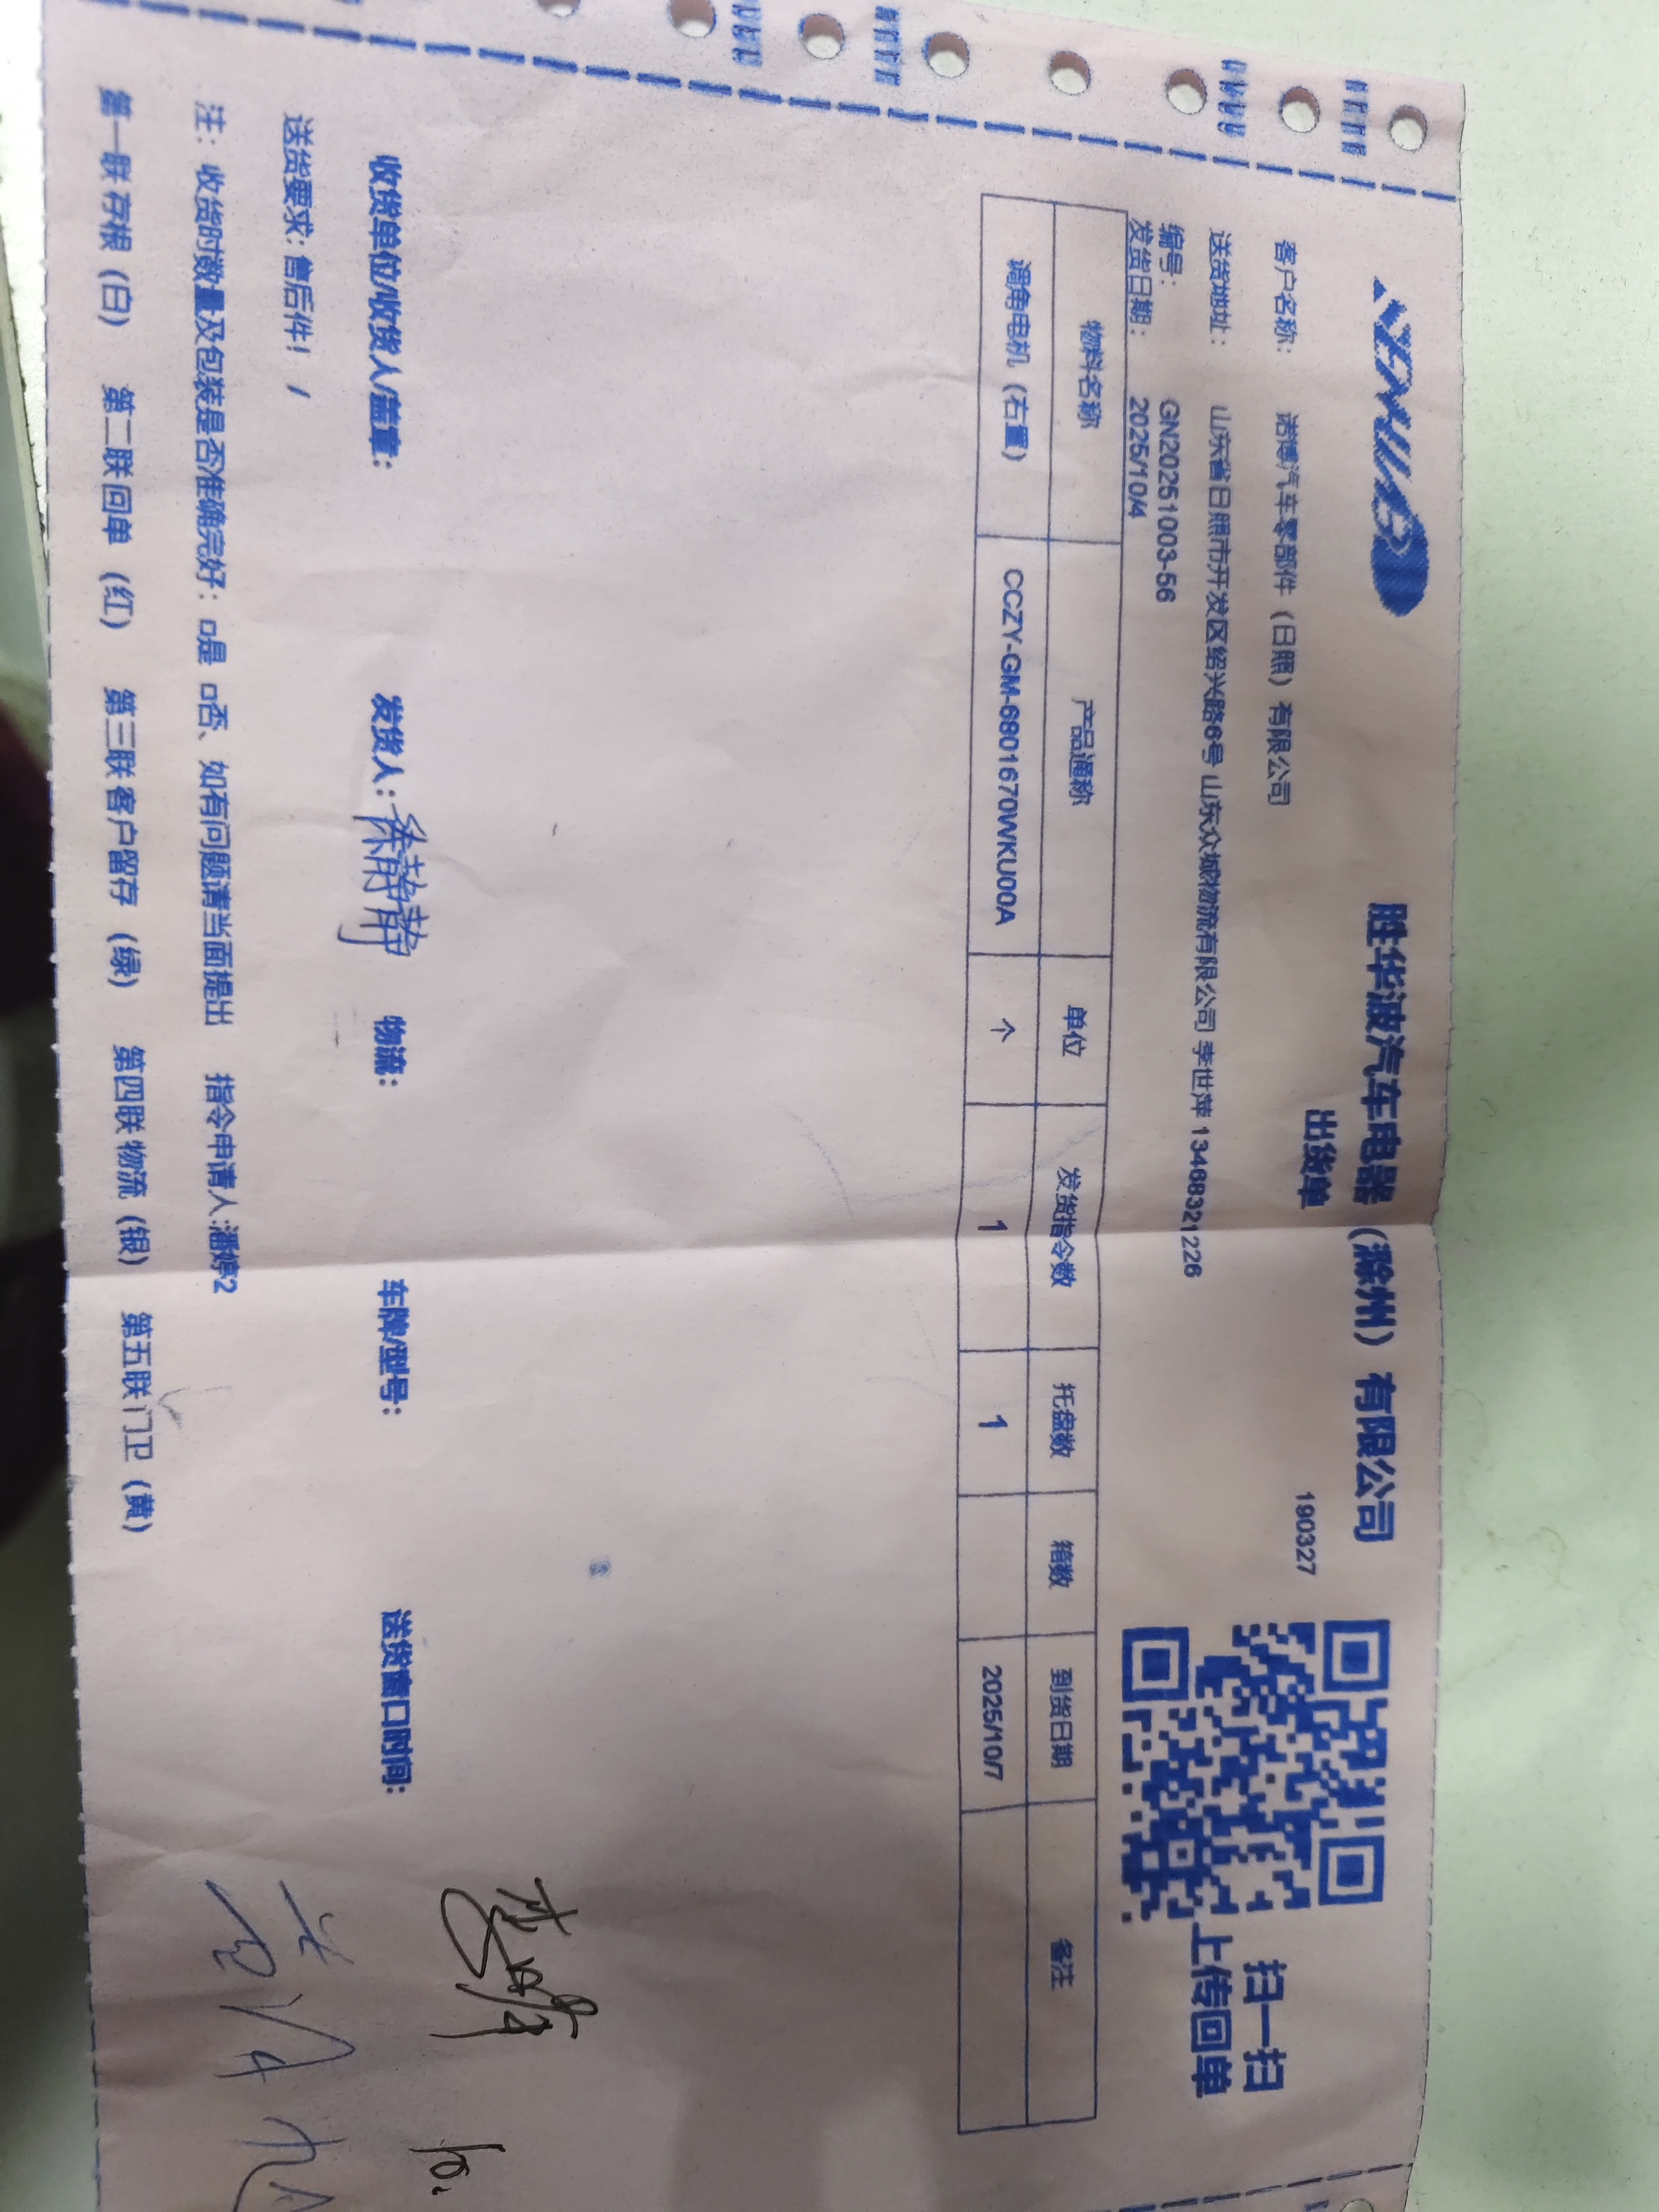 胜华波汽车电器（滁州）有限公司
出货单
190327
扫一扫
上传回单
客户名称： 诺博汽车零部件（日照）有限公司
送货地址： 山东省日照市开发区绍兴路6号 山东众城物流有限公司 李世萍 13468321226
编号： GN20251003-56
发货日期： 2025/10/4
物料名称 产品通称 单位 发货指令数 托盘数 箱数 到货日期 备注
调角电机（右置） CCZY-GM-6801670WKU00A 个 1 1 2025/10/7
收货单位/收货人/盖章： 发货人： 物流： 车牌/型号： 送货窗口时间：
送货要求：售后件！ /
注：收货时数量及包装是否准确完好：□是 □否、如有问题请当面提出 指令申请人:潘婷2
第一联存根（白） 第二联回单（红） 第三联客户留存（绿） 第四联物流（银） 第五联门卫（黄）